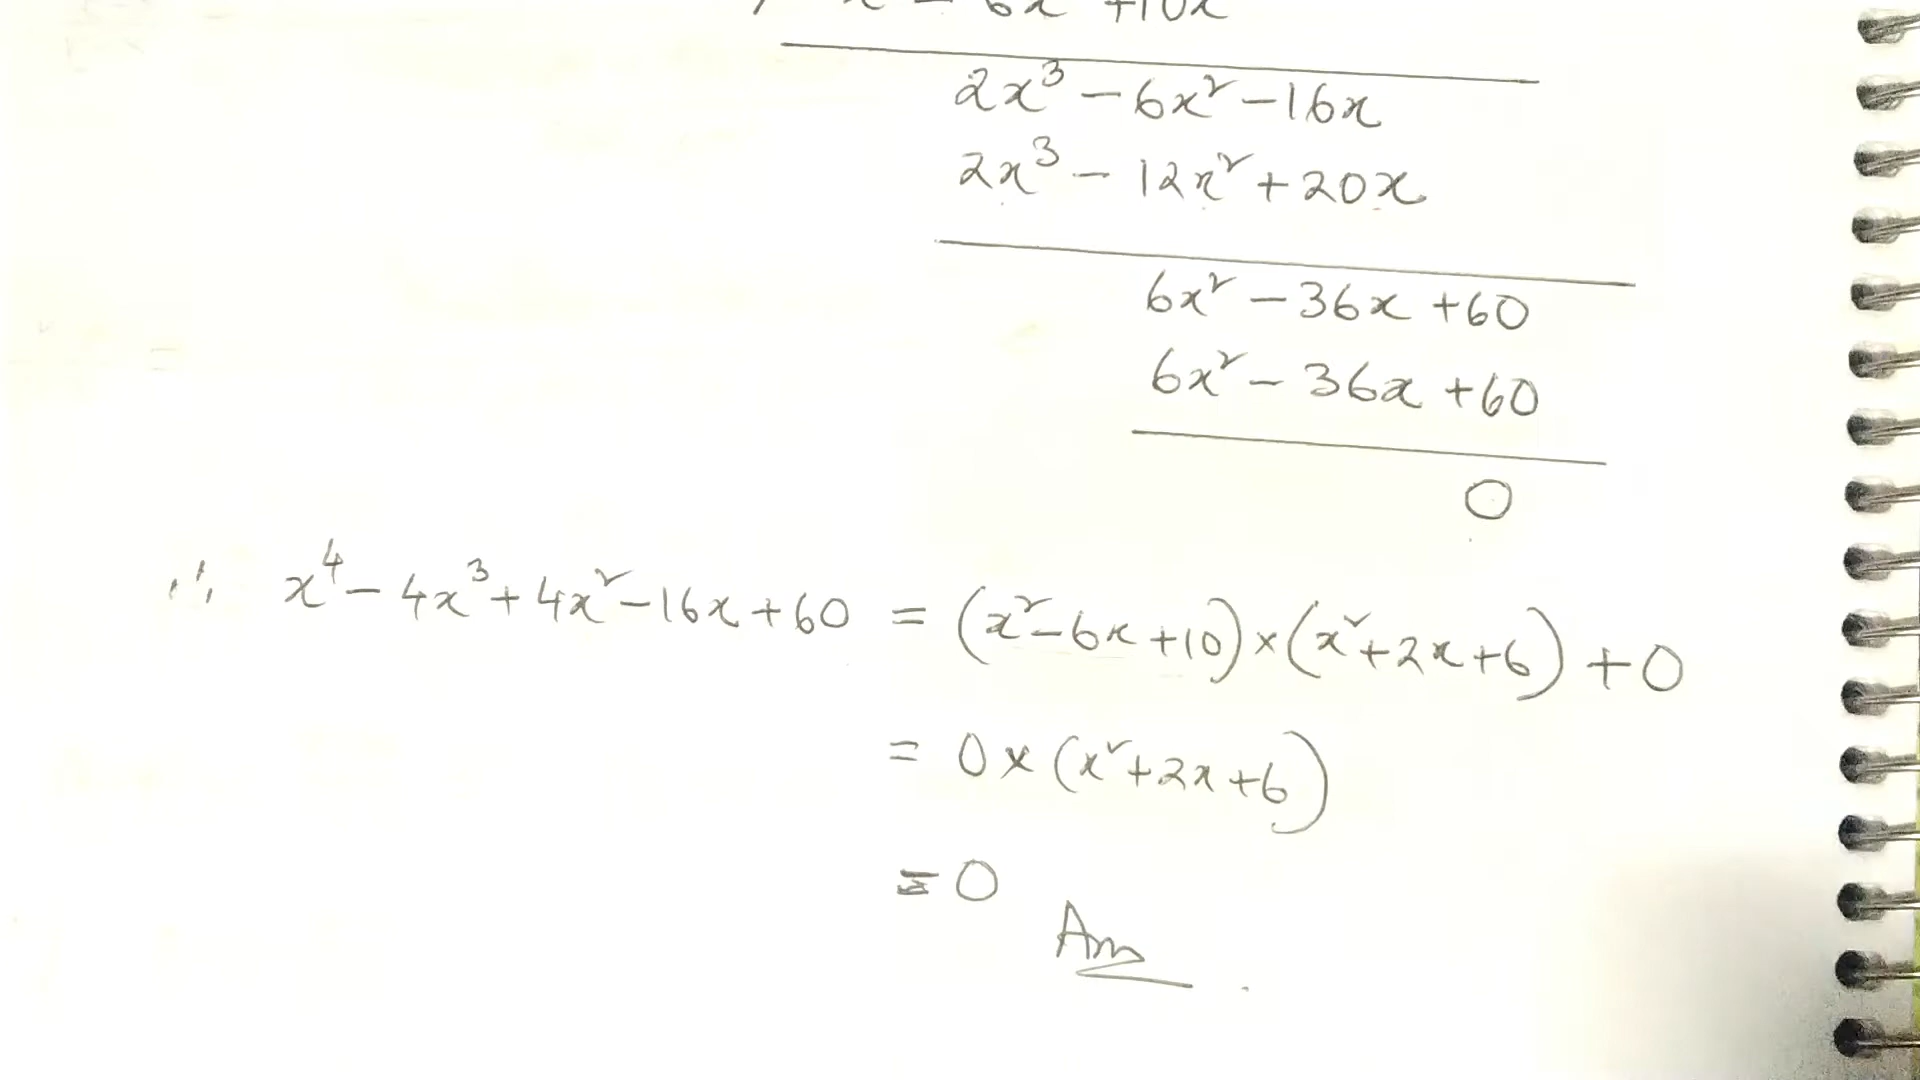 2x³ - 6x² - 16x
2x³ - 12x² + 20x
6x² - 36x + 60
6x² - 36x + 60
0
∴ x⁴ - 4x³ + 4x² - 16x + 60 = (x² - 6x + 10) × (x² + 2x + 6) + 0
= 0 × (x² + 2x + 6)
= 0 Ans